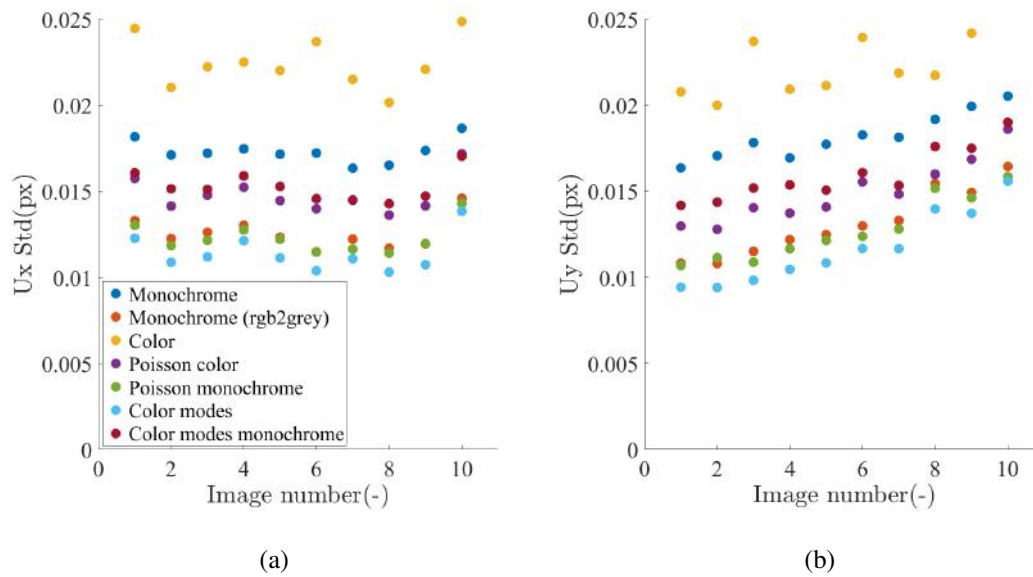 0.025
0.02
0.015
0.01
0.005
0
Ux Std(px)
Monochrome
Monochrome (rgb2grey)
Color
Poisson color
Poisson monochrome
Color modes
Color modes monochrome
0 2 4 6 8 10
Image number(-)
(a)
0.025
0.02
0.015
0.01
0.005
0
Uy Std(px)
0 2 4 6 8 10
Image number(-)
(b)